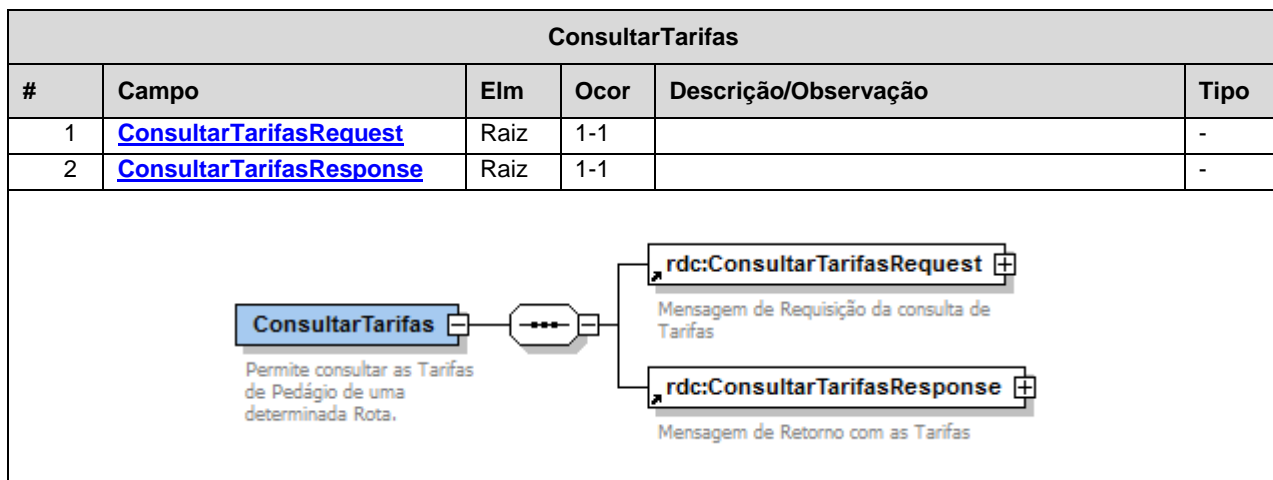 ConsultarTarifas
# Campo Elm Ocor Descrição/Observação Tipo
1 ConsultarTarifasRequest Raiz 1-1 -
2 ConsultarTarifasResponse Raiz 1-1 -
rdc:ConsultarTarifasRequest
Mensagem de Requisição da consulta de
Tarifas
ConsultarTarifas
Permite consultar as Tarifas
de Pedágio de uma
determinada Rota.
rdc:ConsultarTarifasResponse
Mensagem de Retorno com as Tarifas